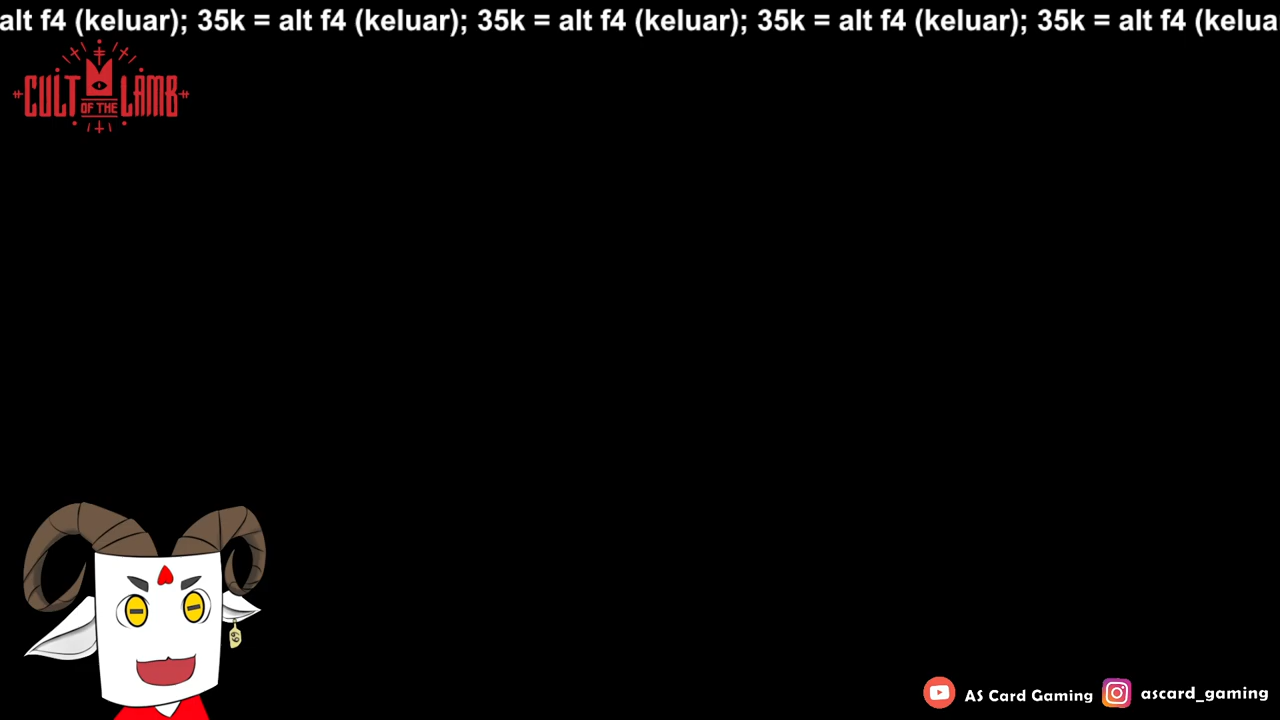 alt f4 (keluar); 35k = alt f4 (keluar); 35k = alt f4 (keluar); 35k = alt f4 (keluar); 35k = alt f4 (kelua
CULT OF THE LAMB
AS Card Gaming
ascard_gaming